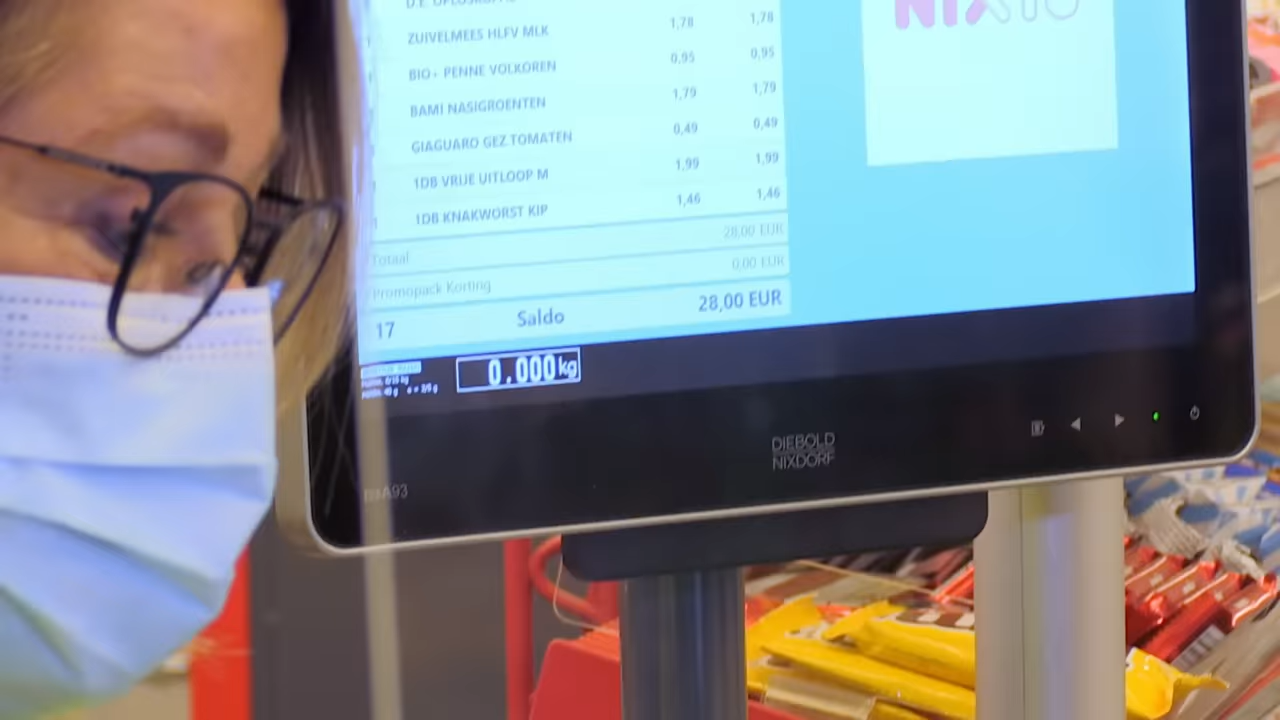 ZUIVELMEES HLFV MLK 1,78 1,78
BIO+ PENNE VOLKOREN 0,95 0,95
BAMI NASIGROENTEN 1,79 1,79
GIAGUARO GEZ TOMATEN 0,49 0,49
1DB VRIJE UITLOOP M 1,99 1,99
1DB KNAKWORST KIP 1,46 1,46
Totaal 28,00 EUR
Promopack Korting 0,00 EUR
17 Saldo 28,00 EUR
0.000 kg
NIX18
DIEBOLD
NIXDORF